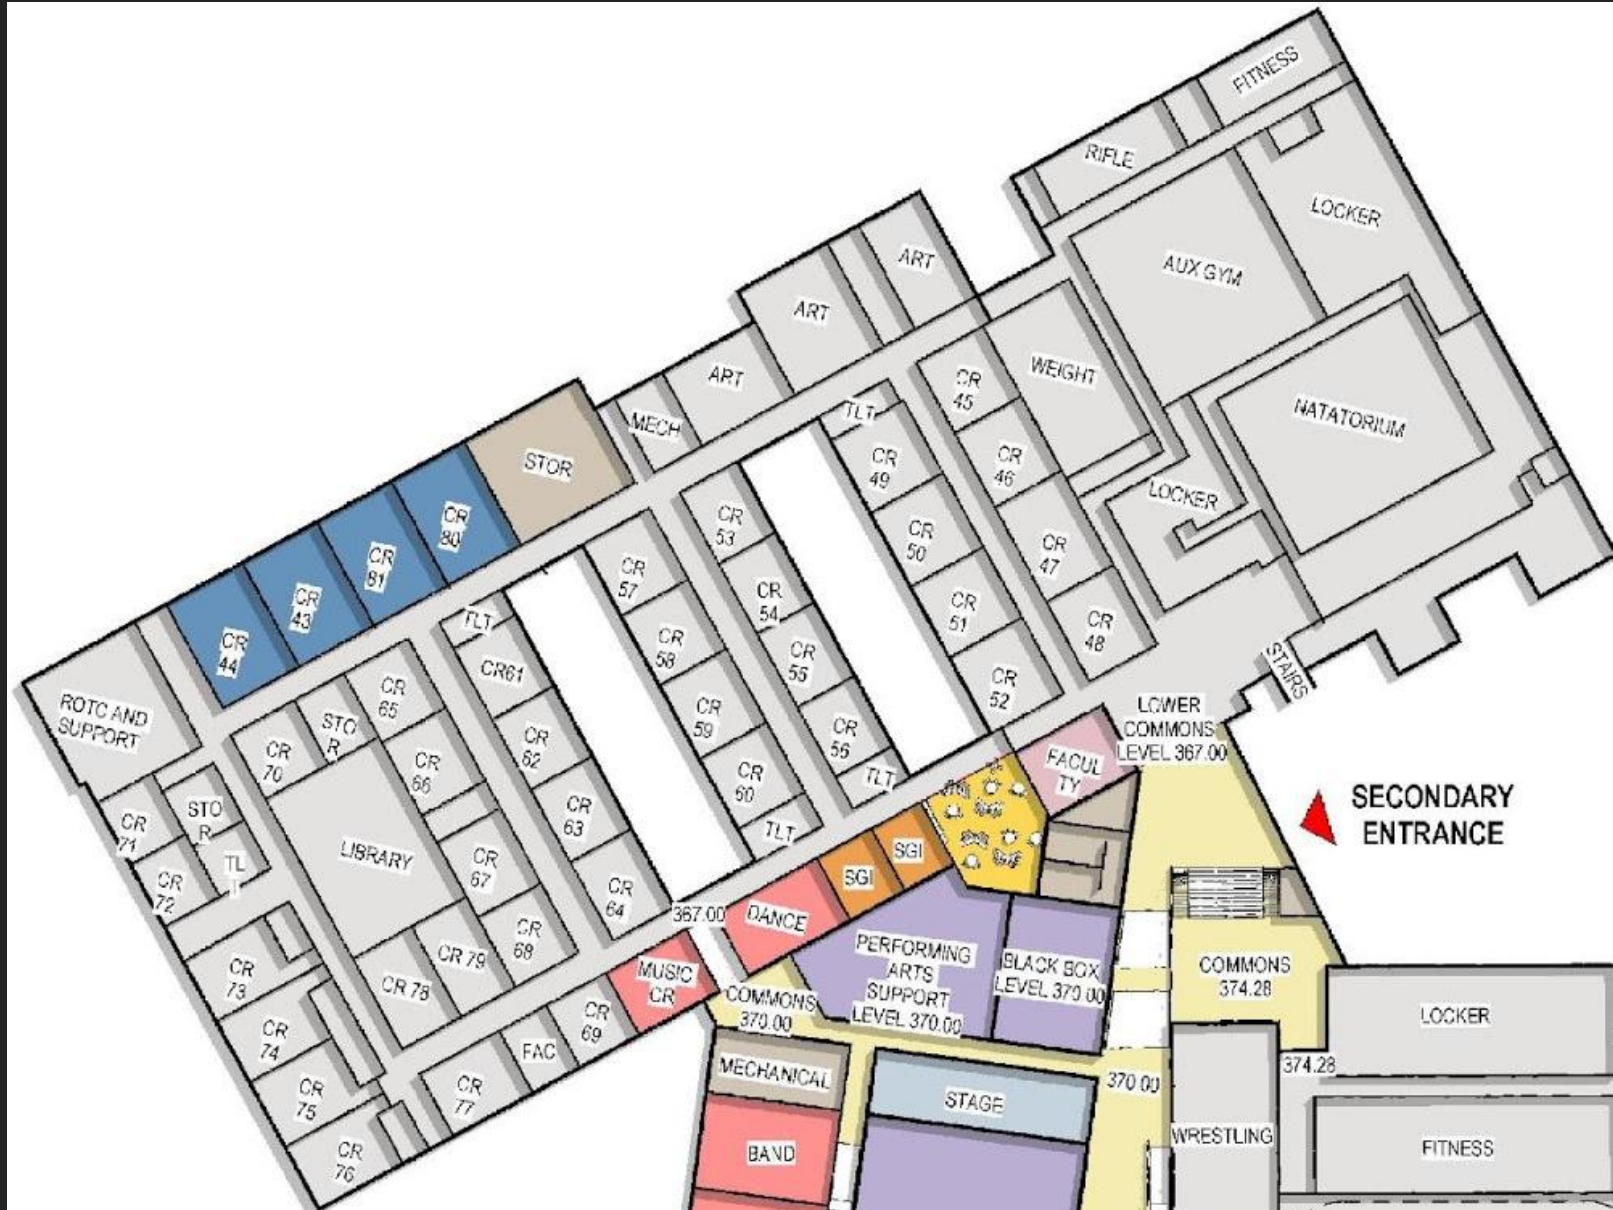 FITNESS
RIFLE
LOCKER
AUX GYM
ART
ART
ART
MECH
WEIGHT
NATATORIUM
LOCKER
STOR
CR
80
CR
81
CR
43
CR
44
ROTC AND
SUPPORT
TLT
CR
45
CR
46
CR
47
CR
48
CR
49
CR
50
CR
51
CR
52
CR
53
CR
54
CR
55
CR
56
TLT
CR
57
CR
58
CR
59
CR
60
TLT
TLT
CR61
CR
62
CR
63
CR
64
CR
65
CR
66
CR
67
CR
68
STO
R
CR
70
LIBRARY
CR 79
CR 78
STO
R
TL
T
CR
71
CR
72
CR
73
CR
74
CR
75
CR
76
CR
77
FAC
CR
69
MUSIC
CR
367.00
DANCE
SGI
SGI
FACUL
TY
LOWER
COMMONS
LEVEL 367.00
STAIRS
SECONDARY
ENTRANCE
PERFORMING
ARTS
SUPPORT
LEVEL 370.00
BLACK BOX
LEVEL 370.00
COMMONS
370.00
COMMONS
374.28
LOCKER
374.28
370.00
MECHANICAL
STAGE
BAND
WRESTLING
FITNESS